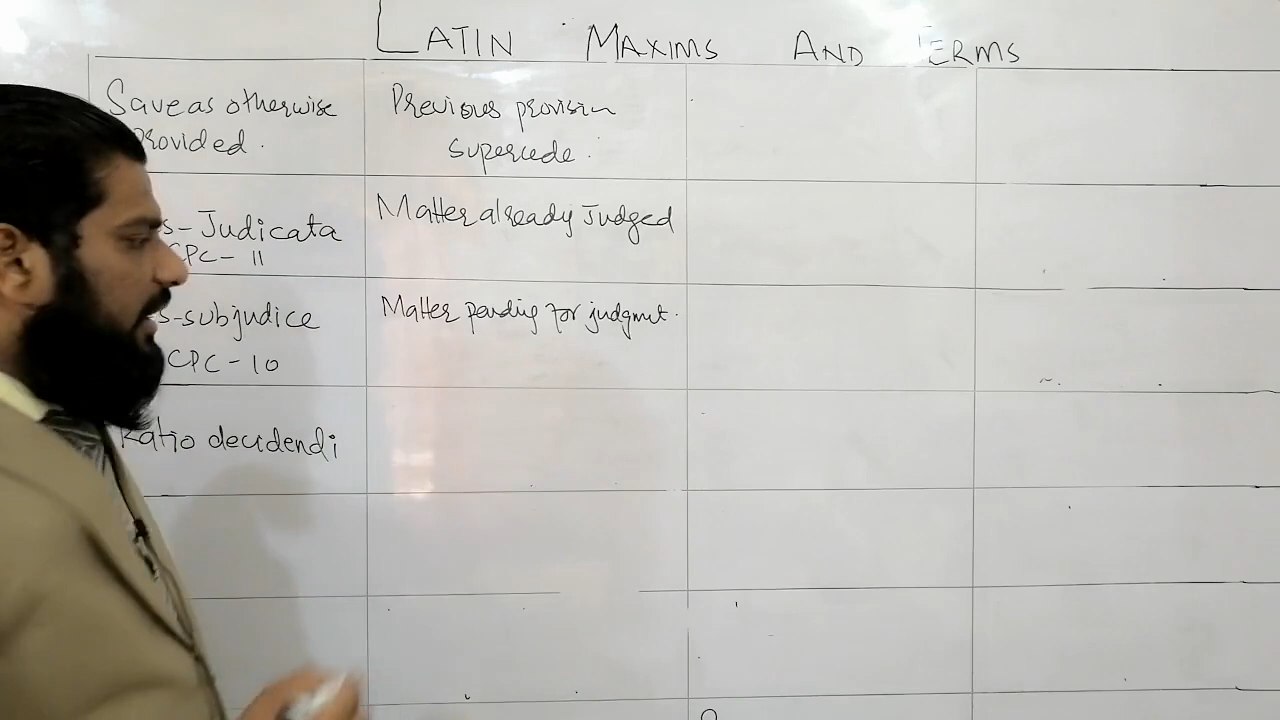 LATIN MAXIMS AND TERMS
Save as otherwise
provided.
Previous provision
supercede.
s-Judicata
CPC-11
Matter already Judged
s-subjudice
CPC-10
Matter pending for judgmut.
Ratio decidendi